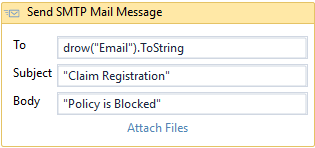 Send SMTP Mail Message
To drow("Email").ToString
Subject "Claim Registration"
Body "Policy is Blocked"
Attach Files